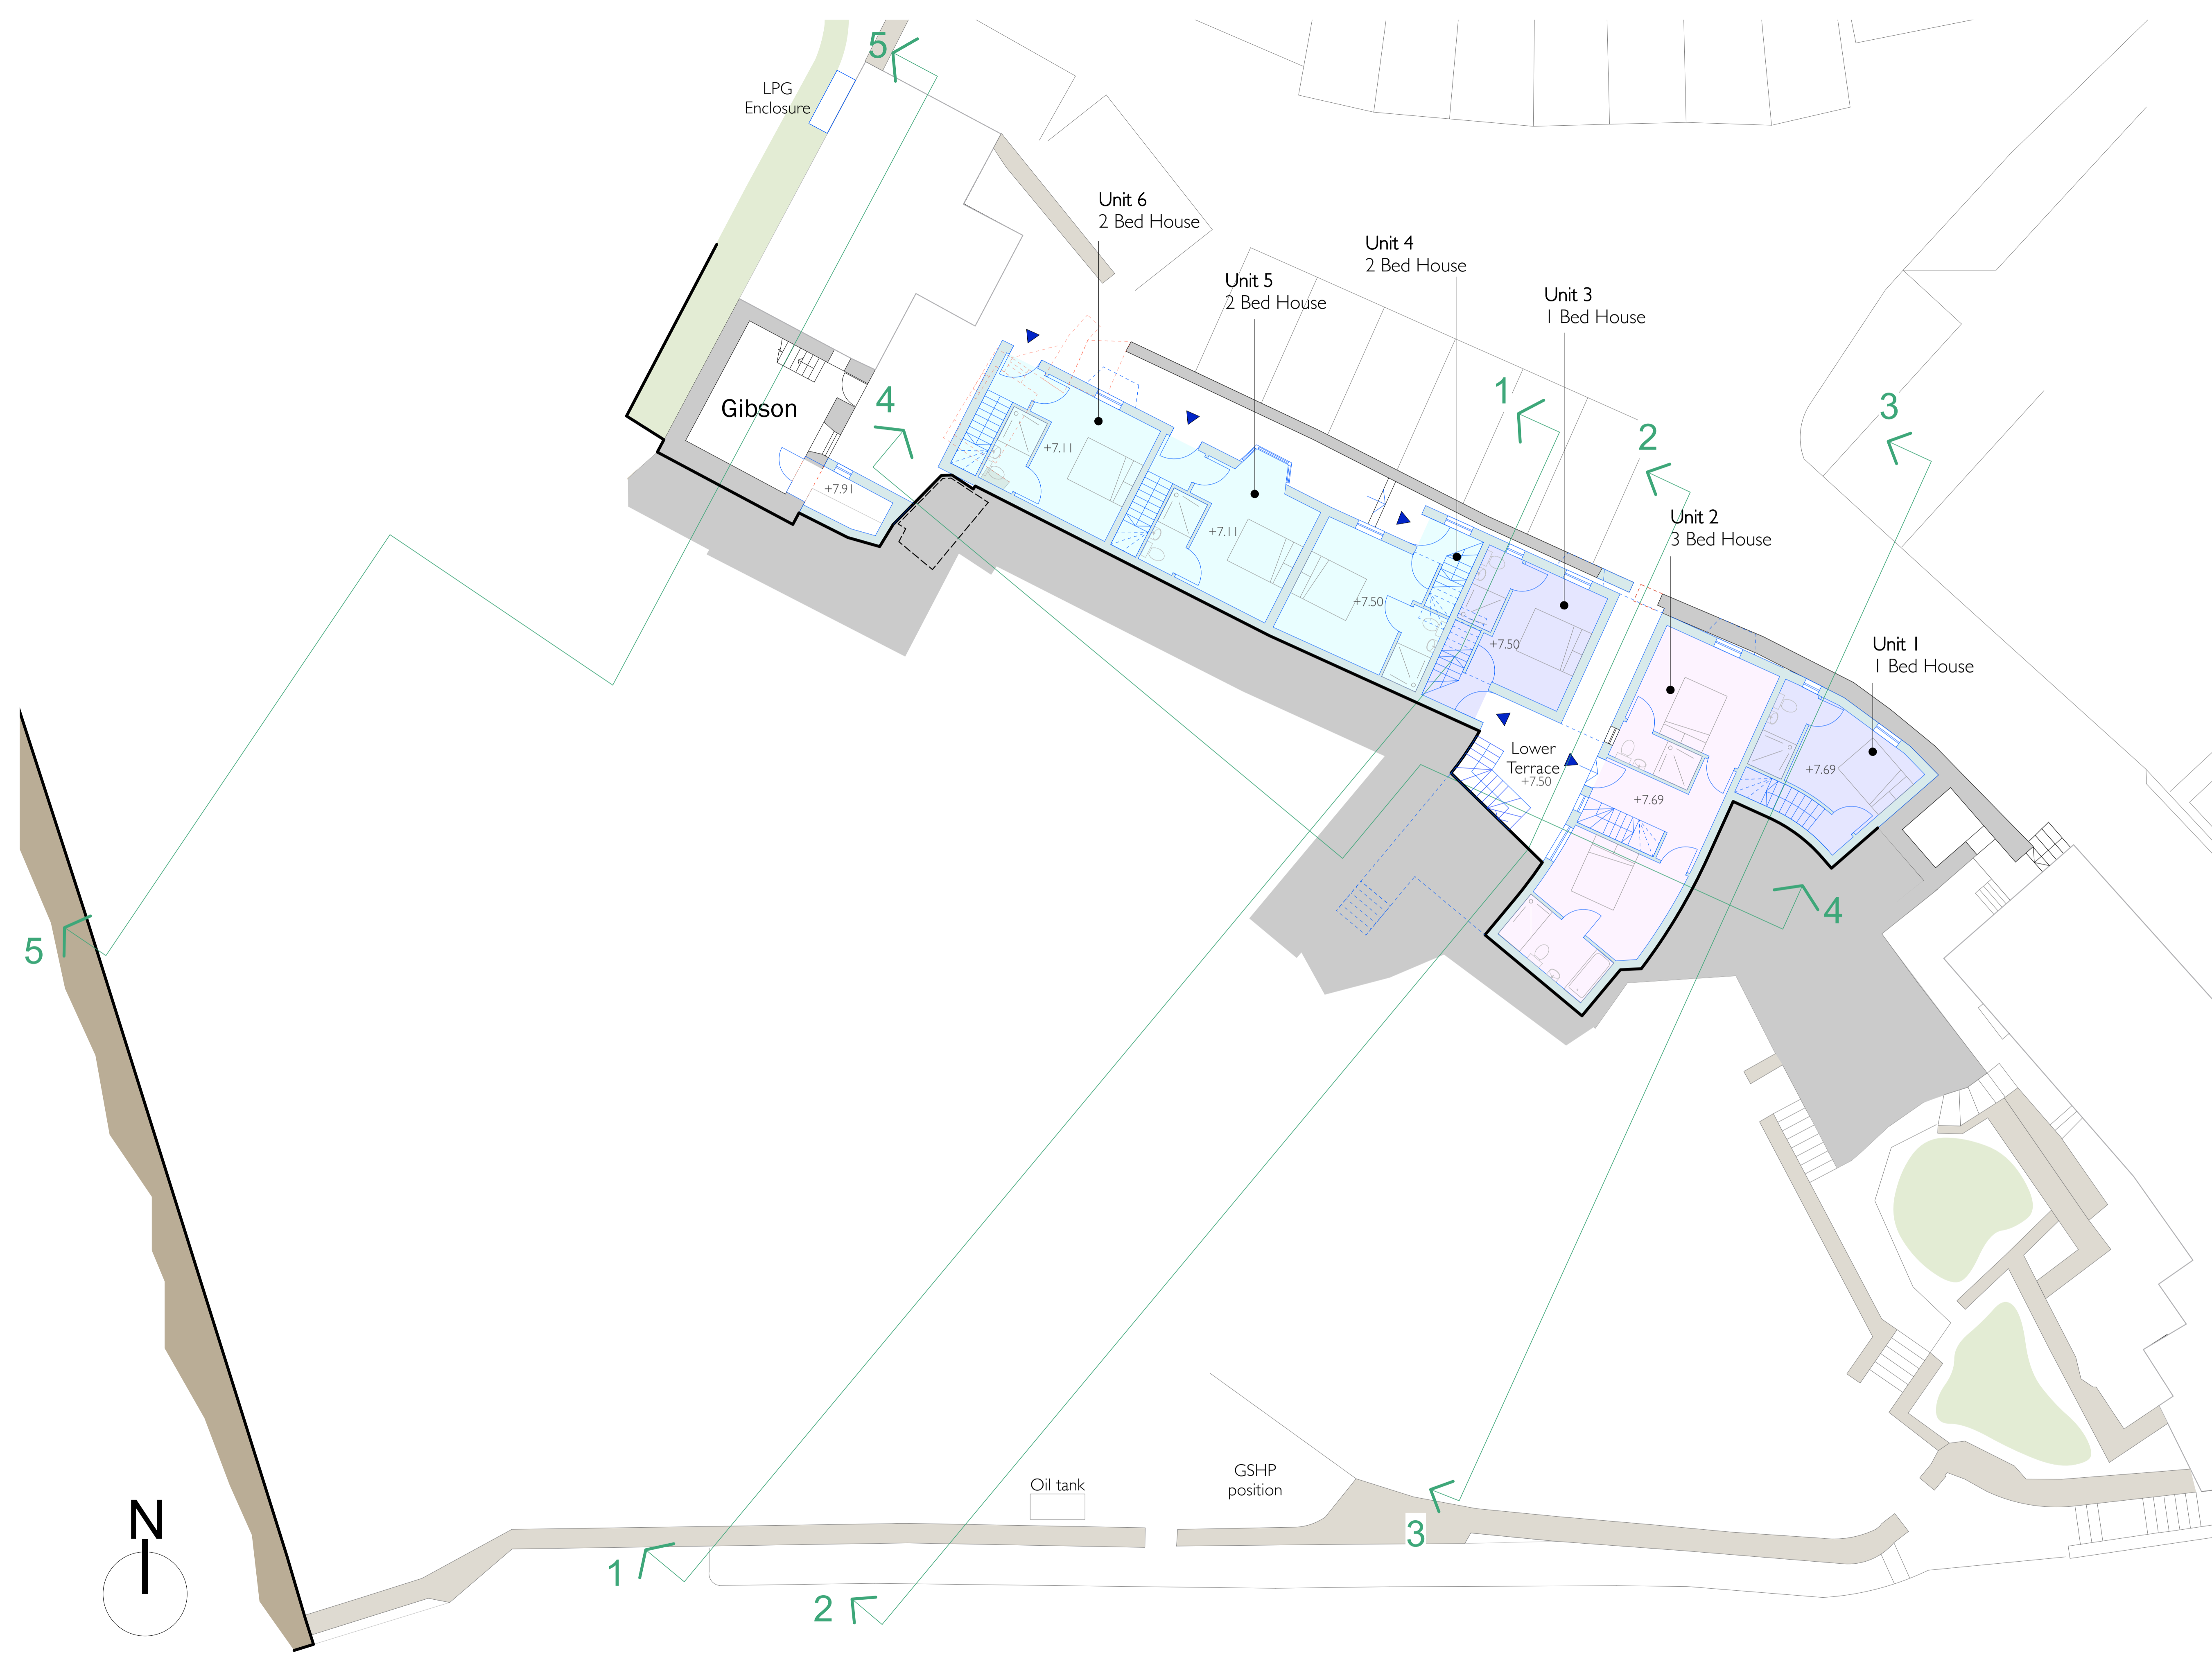 5
LPG
Enclosure
Unit 6
2 Bed House
Unit 4
2 Bed House
Unit 5
2 Bed House
Unit 3
1 Bed House
1
3
4
Gibson
2
+7.11
+7.91
Unit 2
3 Bed House
+7.11
+7.50
+7.50
Unit 1
1 Bed House
Lower
Terrace
+7.50
+7.69
+7.69
4
5
GSHP
position
Oil tank
N
3
1
2